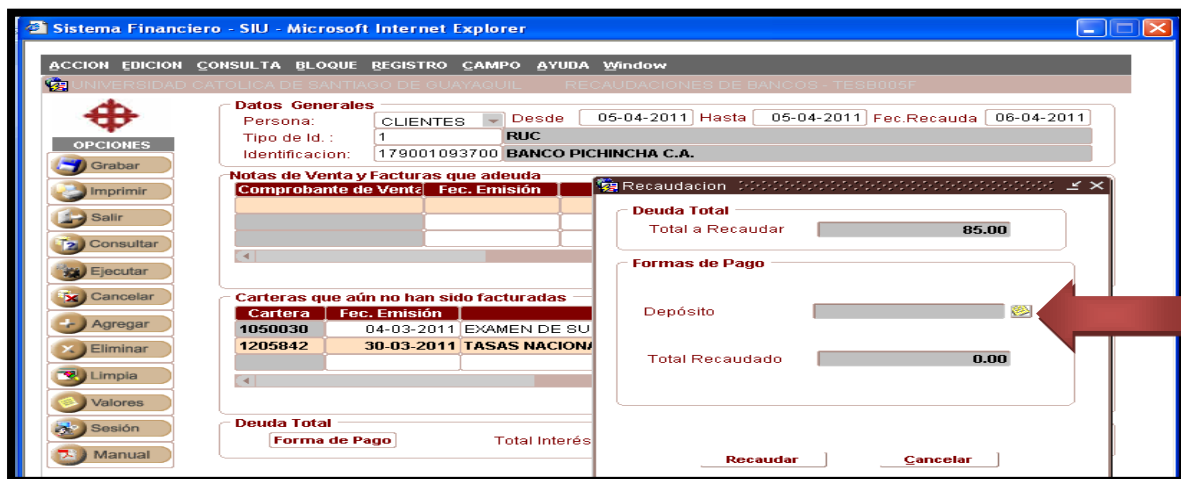 Sistema Financiero - SIU - Microsoft Internet Explorer
ACCION EDICION CONSULTA BLOQUE REGISTRO CAMPO AYUDA Window
UNIVERSIDAD CATOLICA DE SANTIAGO DE GUAYAQUIL RECAUDACIONES DE BANCOS - TESB005F
OPCIONES
Grabar
Imprimir
Salir
Consultar
Ejecutar
Cancelar
Agregar
Eliminar
Limpia
Valores
Sesión
Manual
Datos Generales
Persona: CLIENTES Desde 05-04-2011 Hasta 05-04-2011 Fec.Recauda 06-04-2011
Tipo de Id. : 1 RUC
Identificacion: 179001093700 BANCO PICHINCHA C.A.
Notas de Venta y Facturas que adeuda
Comprobante de Venta Fec. Emisión
Carteras que aún no han sido facturadas
Cartera Fec. Emisión
1050030 04-03-2011 EXAMEN DE SU
1205842 30-03-2011 TASAS NACIONA
Deuda Total
Forma de Pago Total Interés
Recaudacion
Deuda Total
Total a Recaudar 85.00
Formas de Pago
Depósito
Total Recaudado 0.00
Recaudar Cancelar